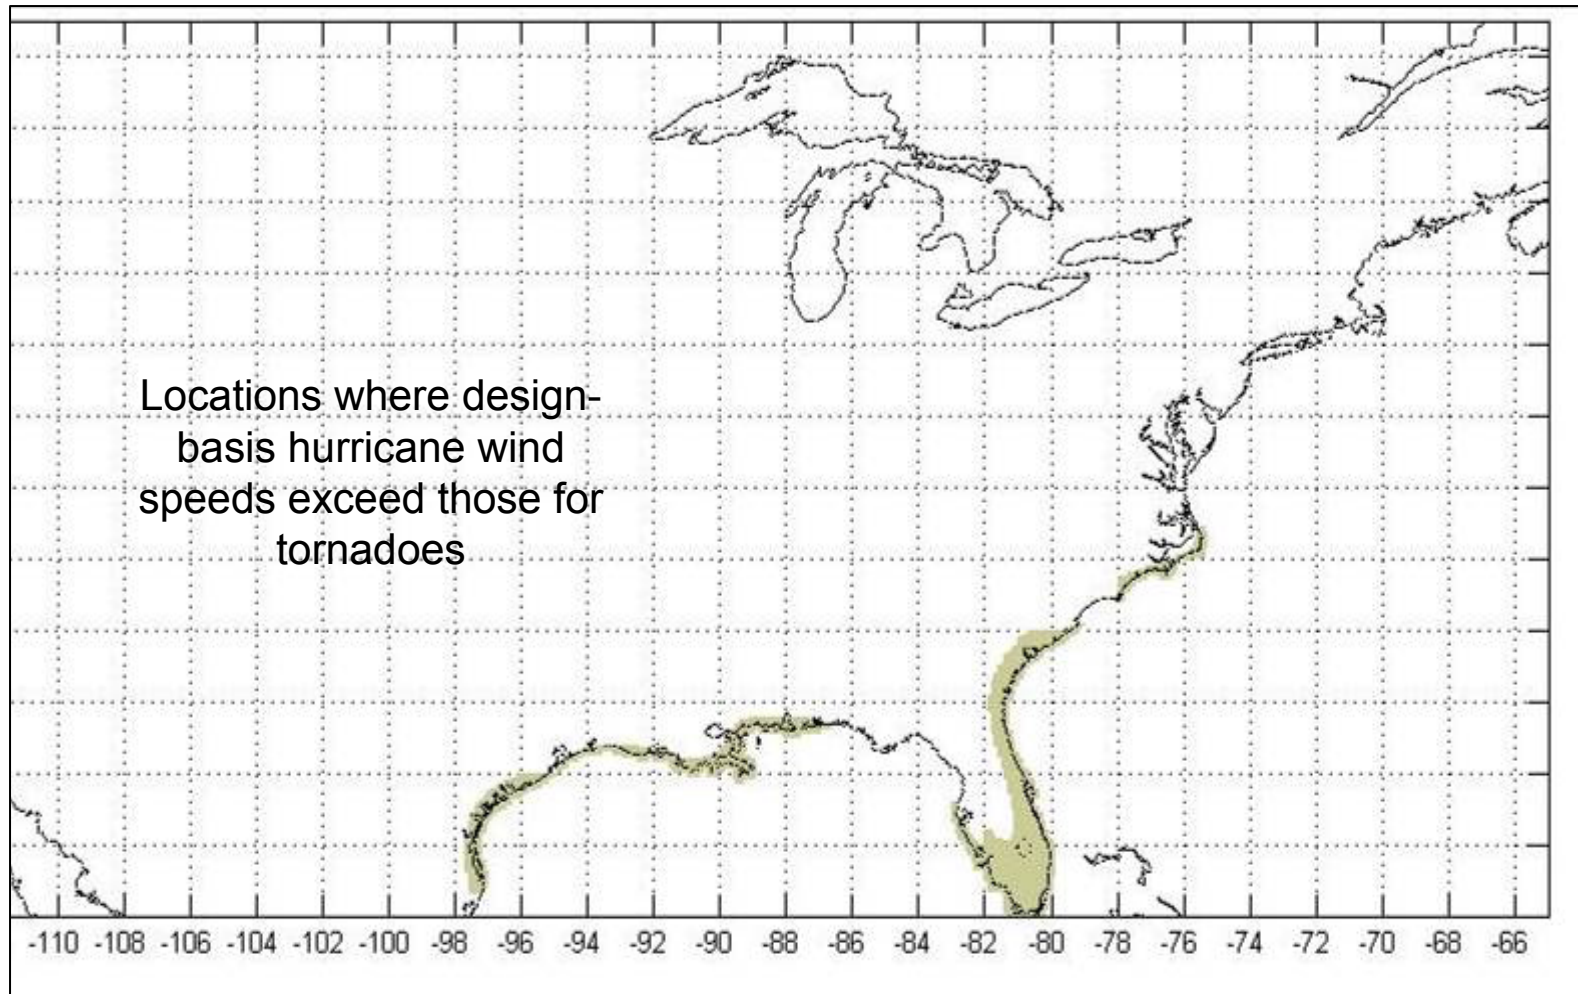 Locations where design-
basis hurricane wind
speeds exceed those for
tornadoes
-110 -108 -106 -104 -102 -100 -98 -96 -94 -92 -90 -88 -86 -84 -82 -80 -78 -76 -74 -72 -70 -68 -66